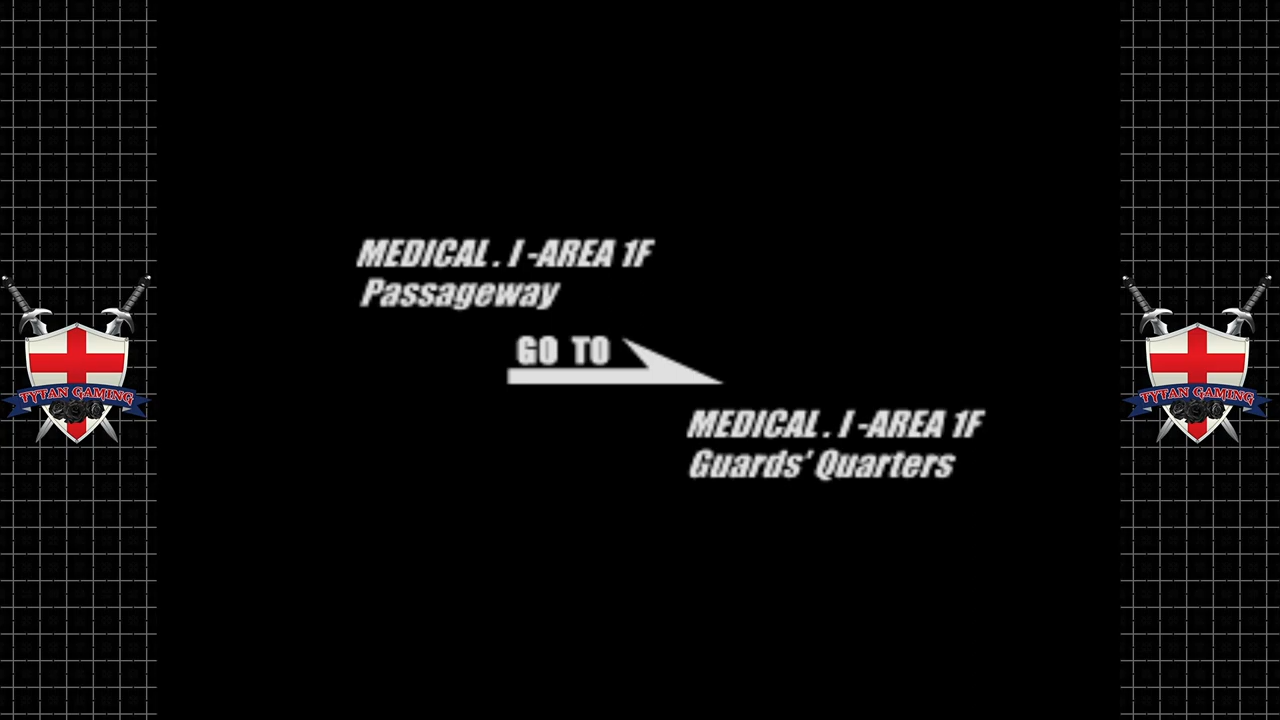 MEDICAL . I -AREA 1F
Passageway
GO TO
MEDICAL . I -AREA 1F
Guards' Quarters
TYTAN GAMING
TYTAN GAMING